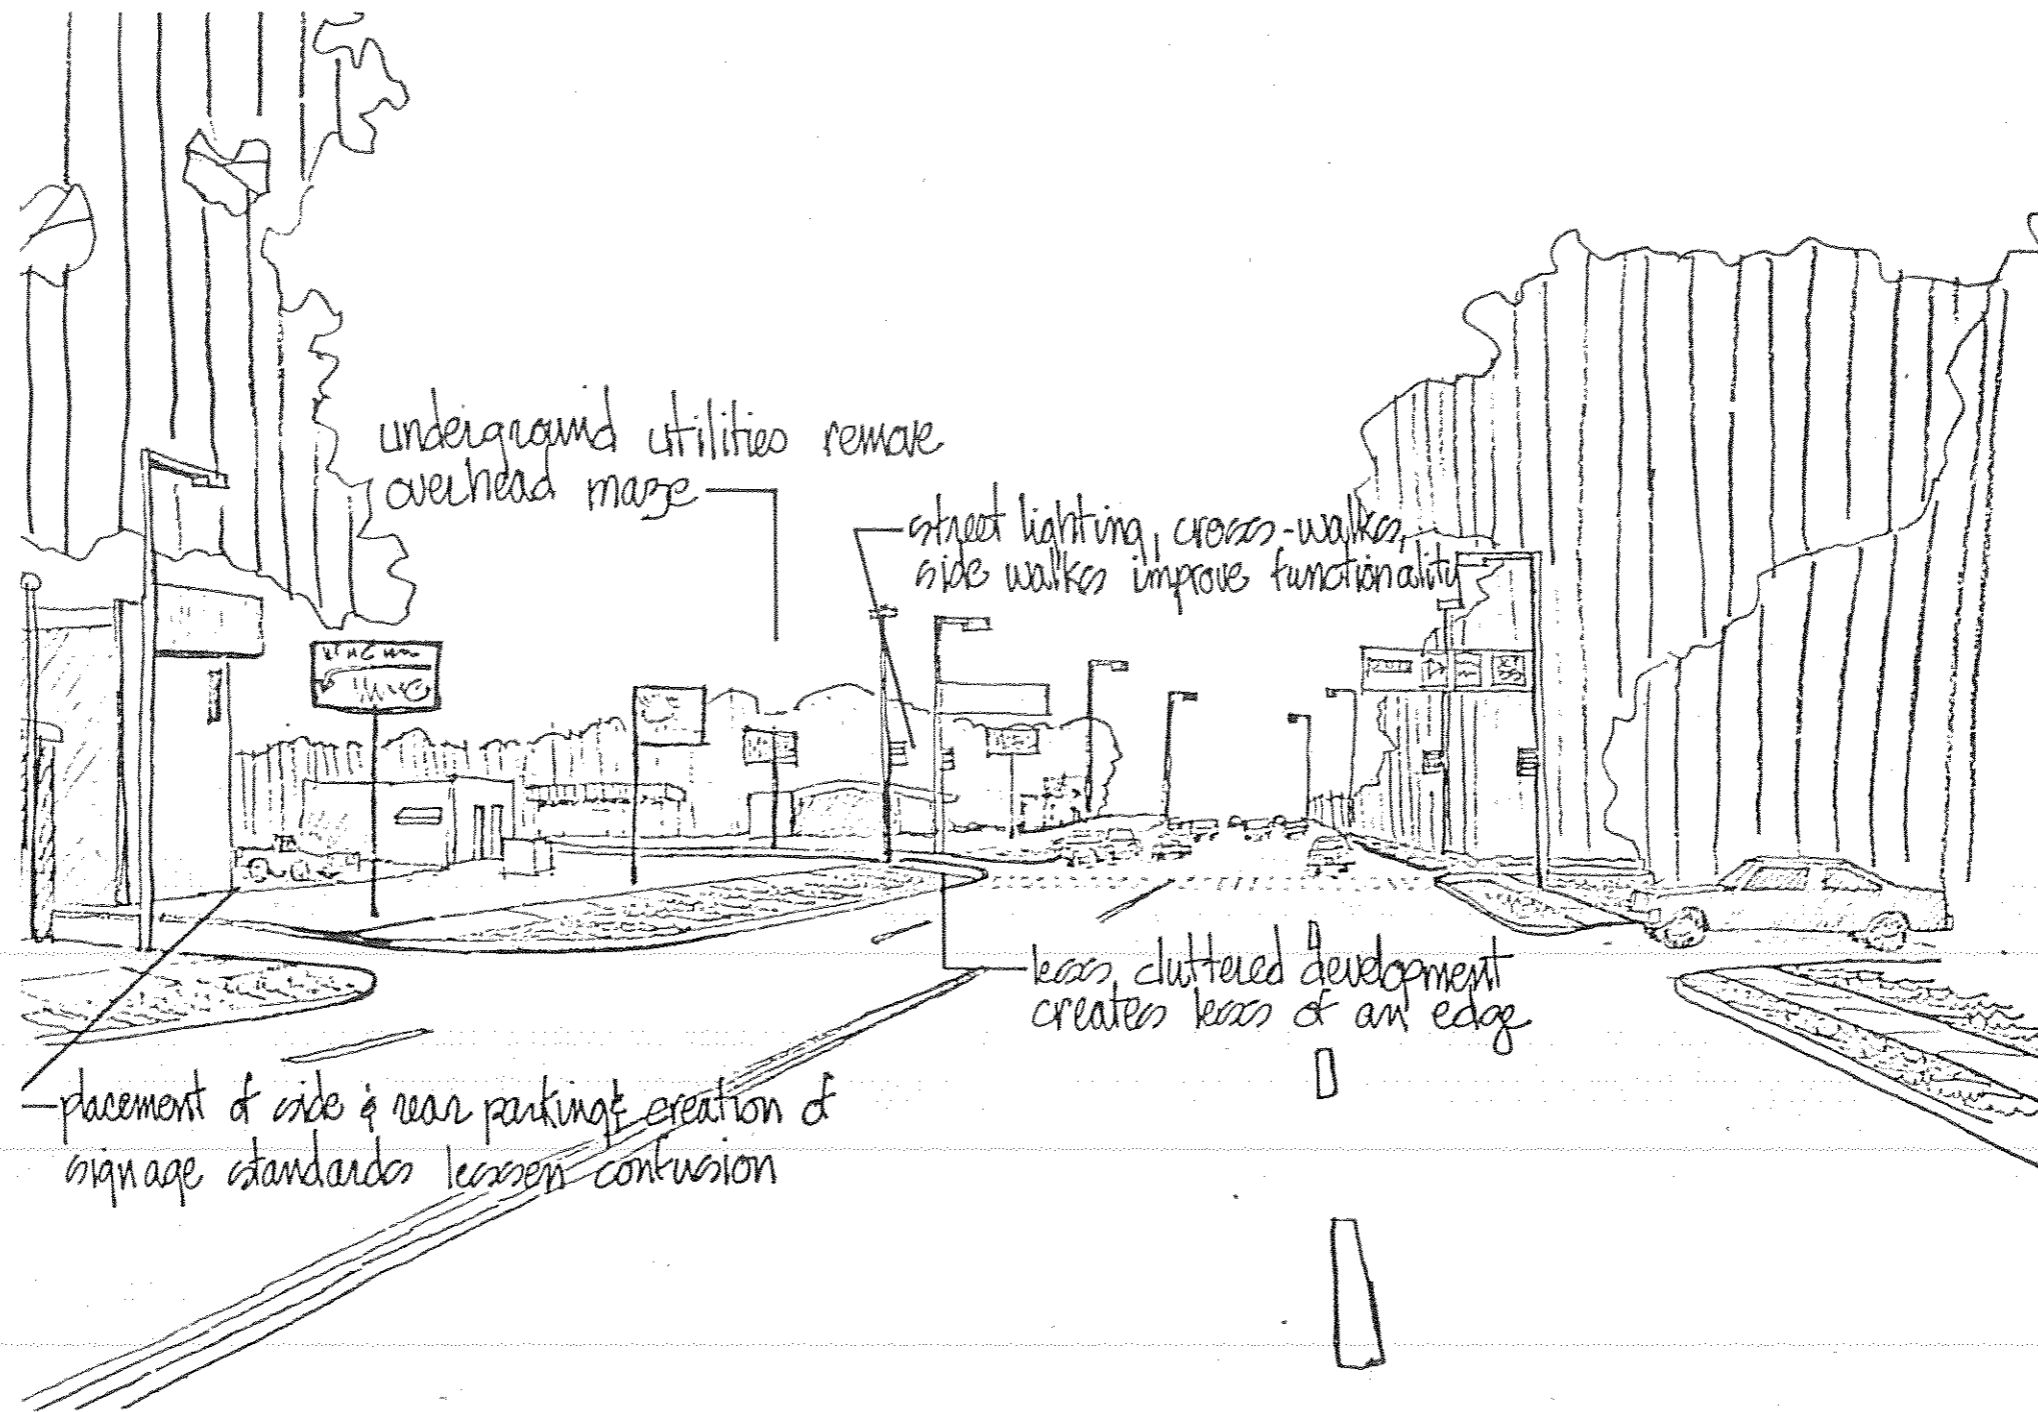 underground utilities remove
overhead maze
street lighting, cross-walks,
side walks improve functionality
less cluttered development
creates less of an edge
placement of side & rear parking & creation of
signage standards lessen confusion